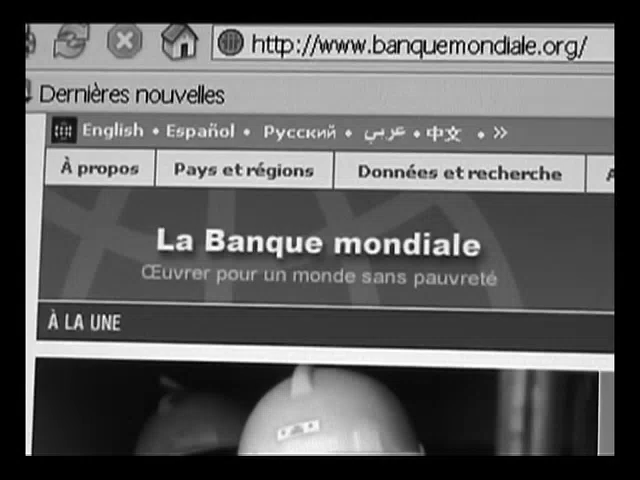 http://www.banquemondiale.org/
Dernières nouvelles
English • Español • Русский • عربي • 中文 • »
À propos Pays et régions Données et recherche
La Banque mondiale
Œuvrer pour un monde sans pauvreté
À LA UNE